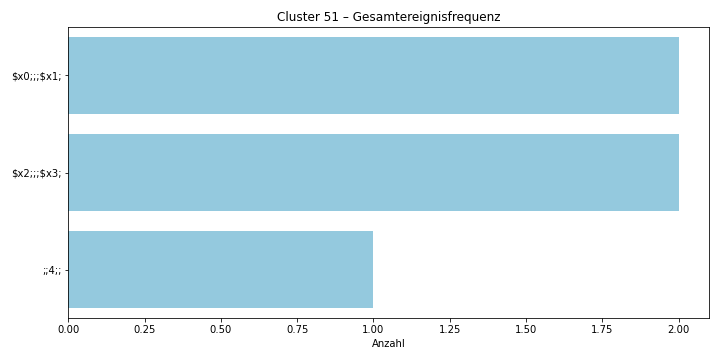 Cluster 51 – Gesamtereignisfrequenz
$x0;;;$x1;
$x2;;;$x3;
;;4;;
0.00 0.25 0.50 0.75 1.00 1.25 1.50 1.75 2.00
Anzahl